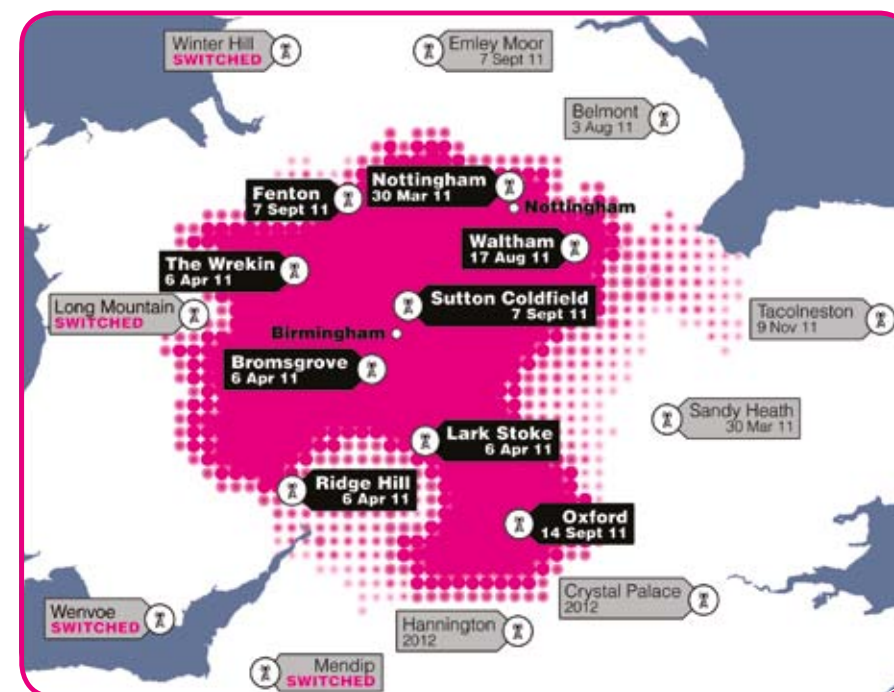 Winter Hill
SWITCHED
Emley Moor
7 Sept 11
Belmont
3 Aug 11
Fenton
7 Sept 11
Nottingham
30 Mar 11
Nottingham
Waltham
17 Aug 11
The Wrekin
6 Apr 11
Long Mountain
SWITCHED
Sutton Coldfield
7 Sept 11
Tacolneston
9 Nov 11
Birmingham
Bromsgrove
6 Apr 11
Sandy Heath
30 Mar 11
Lark Stoke
6 Apr 11
Ridge Hill
6 Apr 11
Oxford
14 Sept 11
Crystal Palace
2012
Wenvoe
SWITCHED
Hannington
2012
Mendip
SWITCHED